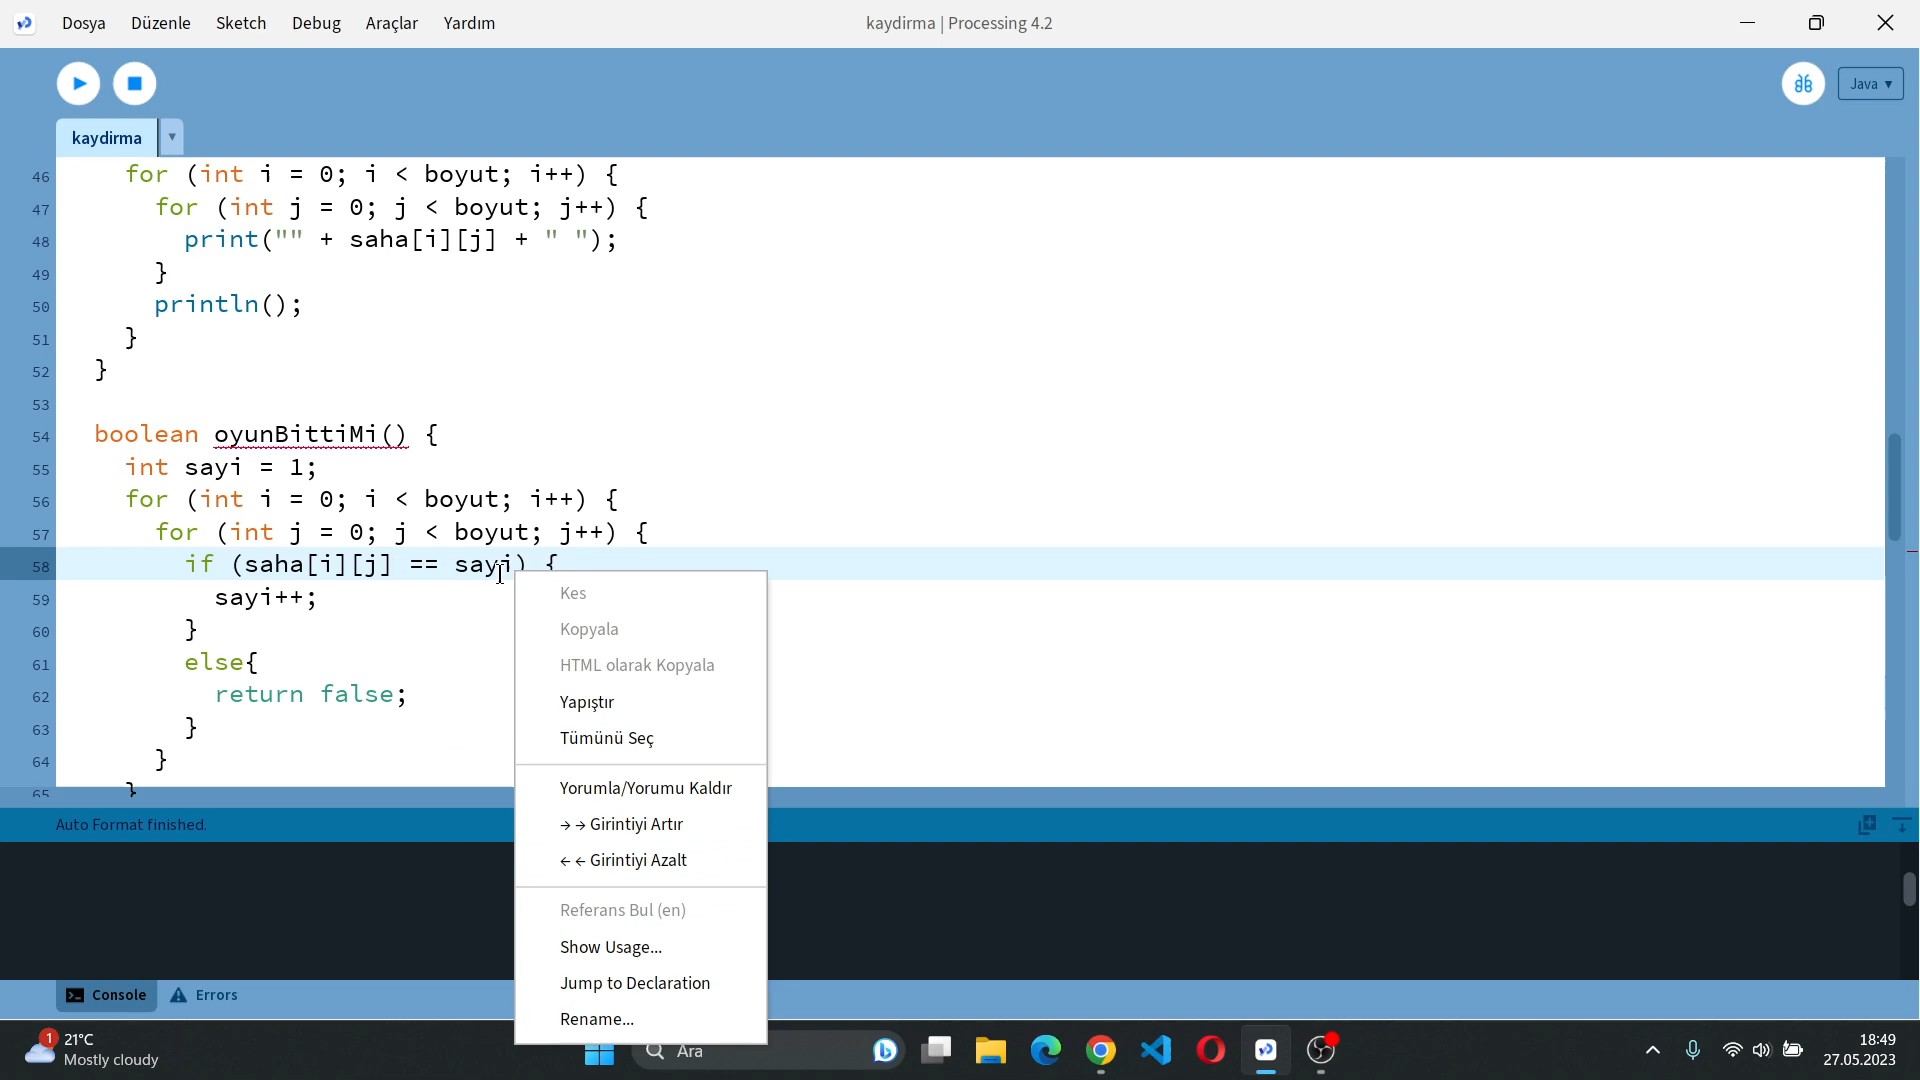 Dosya Düzenle Sketch Debug Araçlar Yardım
kaydirma | Processing 4.2
Java ▾
kaydirma
46 for (int i = 0; i < boyut; i++) {
47 for (int j = 0; j < boyut; j++) {
48 print("" + saha[i][j] + " ");
49 }
50 println();
51 }
52 }
53
54 boolean oyunBittiMi() {
55 int sayi = 1;
56 for (int i = 0; i < boyut; i++) {
57 for (int j = 0; j < boyut; j++) {
58 if (saha[i][j] == sayi) {
59 sayi++;
60 }
61 else{
62 return false;
63 }
64 }
65 }
Kes
Kopyala
HTML olarak Kopyala
Yapıştır
Tümünü Seç
Yorumla/Yorumu Kaldır
→→ Girintiyi Artır
←← Girintiyi Azalt
Referans Bul (en)
Show Usage...
Jump to Declaration
Rename...
Auto Format finished.
Console Errors
1
21°C
Mostly cloudy
Ara
18:49
27.05.2023